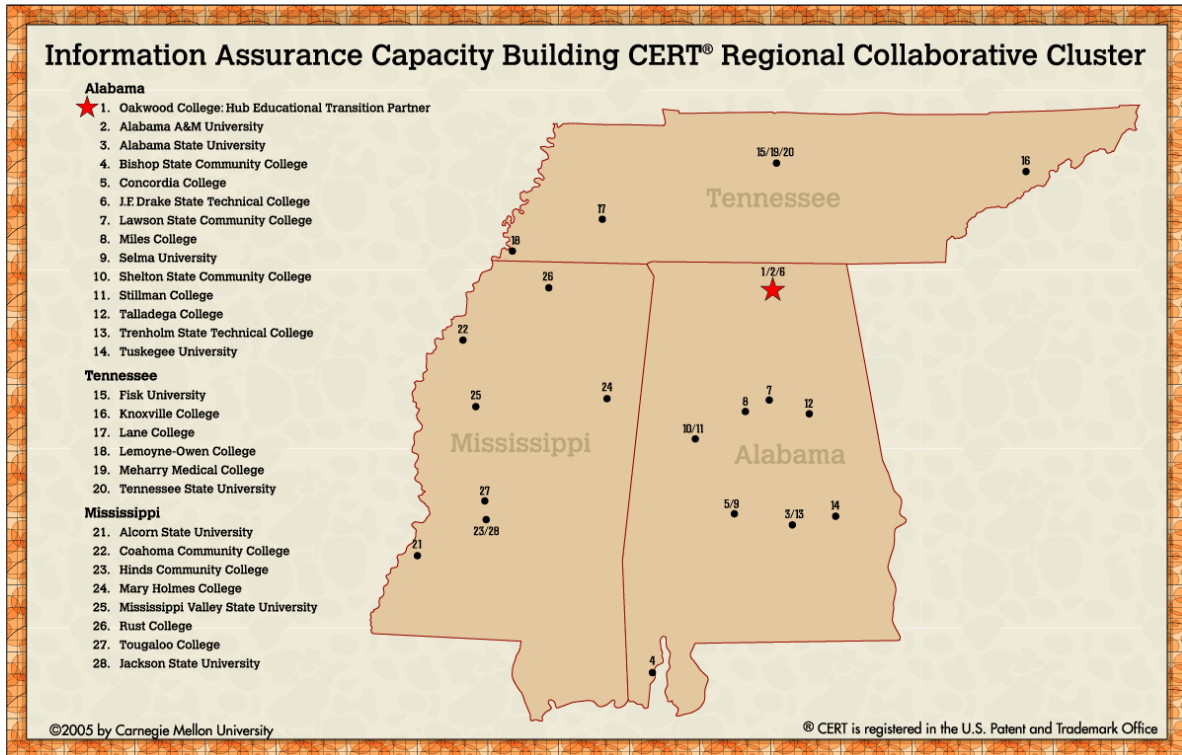 Information Assurance Capacity Building CERT® Regional Collaborative Cluster
Alabama
1. Oakwood College: Hub Educational Transition Partner
2. Alabama A&M University
3. Alabama State University
4. Bishop State Community College
5. Concordia College
6. J.F. Drake State Technical College
7. Lawson State Community College
8. Miles College
9. Selma University
10. Shelton State Community College
11. Stillman College
12. Talladega College
13. Trenholm State Technical College
14. Tuskegee University
Tennessee
15. Fisk University
16. Knoxville College
17. Lane College
18. Lemoyne-Owen College
19. Meharry Medical College
20. Tennessee State University
Mississippi
21. Alcorn State University
22. Coahoma Community College
23. Hinds Community College
24. Mary Holmes College
25. Mississippi Valley State University
26. Rust College
27. Tougaloo College
28. Jackson State University
15/19/20
16
Tennessee
17
18
1/2/6
26
22
24
25
7
8
12
10/11
Mississippi
Alabama
27
23/28
21
5/9
3/13
14
4
©2005 by Carnegie Mellon University
® CERT is registered in the U.S. Patent and Trademark Office